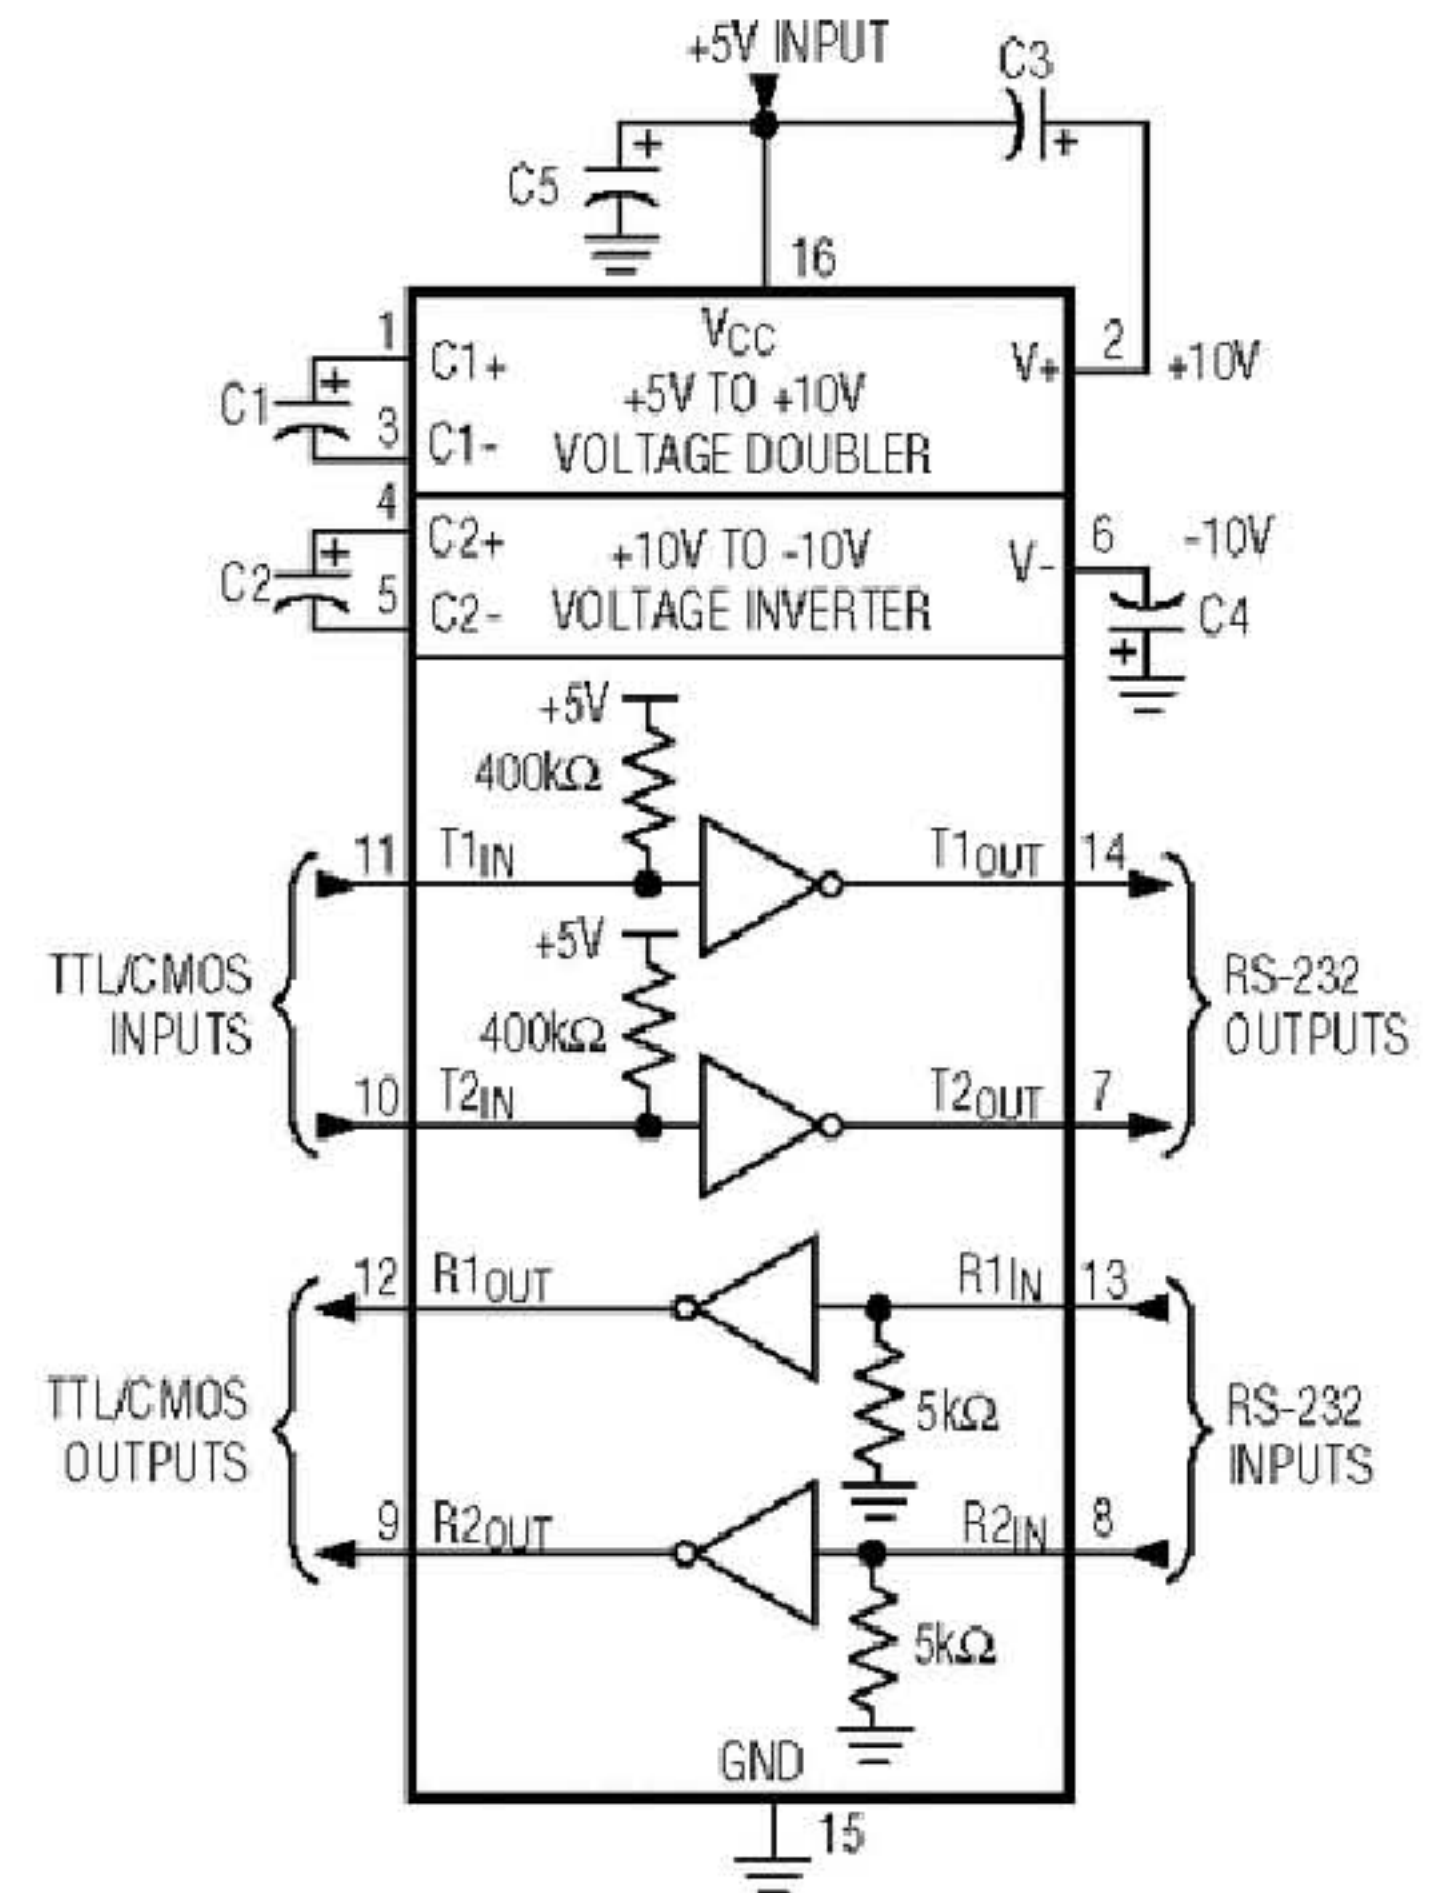 +5V INPUT
C3
+
+
C5
16
1
VCC
2
C1+
V+
+10V
+
+5V TO +10V
C1
3
C1-
VOLTAGE DOUBLER
4
C2+
+10V TO -10V
V-
6
-10V
+
C2
5
C2-
VOLTAGE INVERTER
C4
+
+5V
400kΩ
11
T1IN
T1OUT
14
+5V
TTL/CMOS
INPUTS
RS-232
OUTPUTS
400kΩ
10
T2IN
T2OUT
7
12
R1OUT
R1IN
13
TTL/CMOS
OUTPUTS
5kΩ
RS-232
INPUTS
9
R2OUT
R2IN
8
5kΩ
GND
15